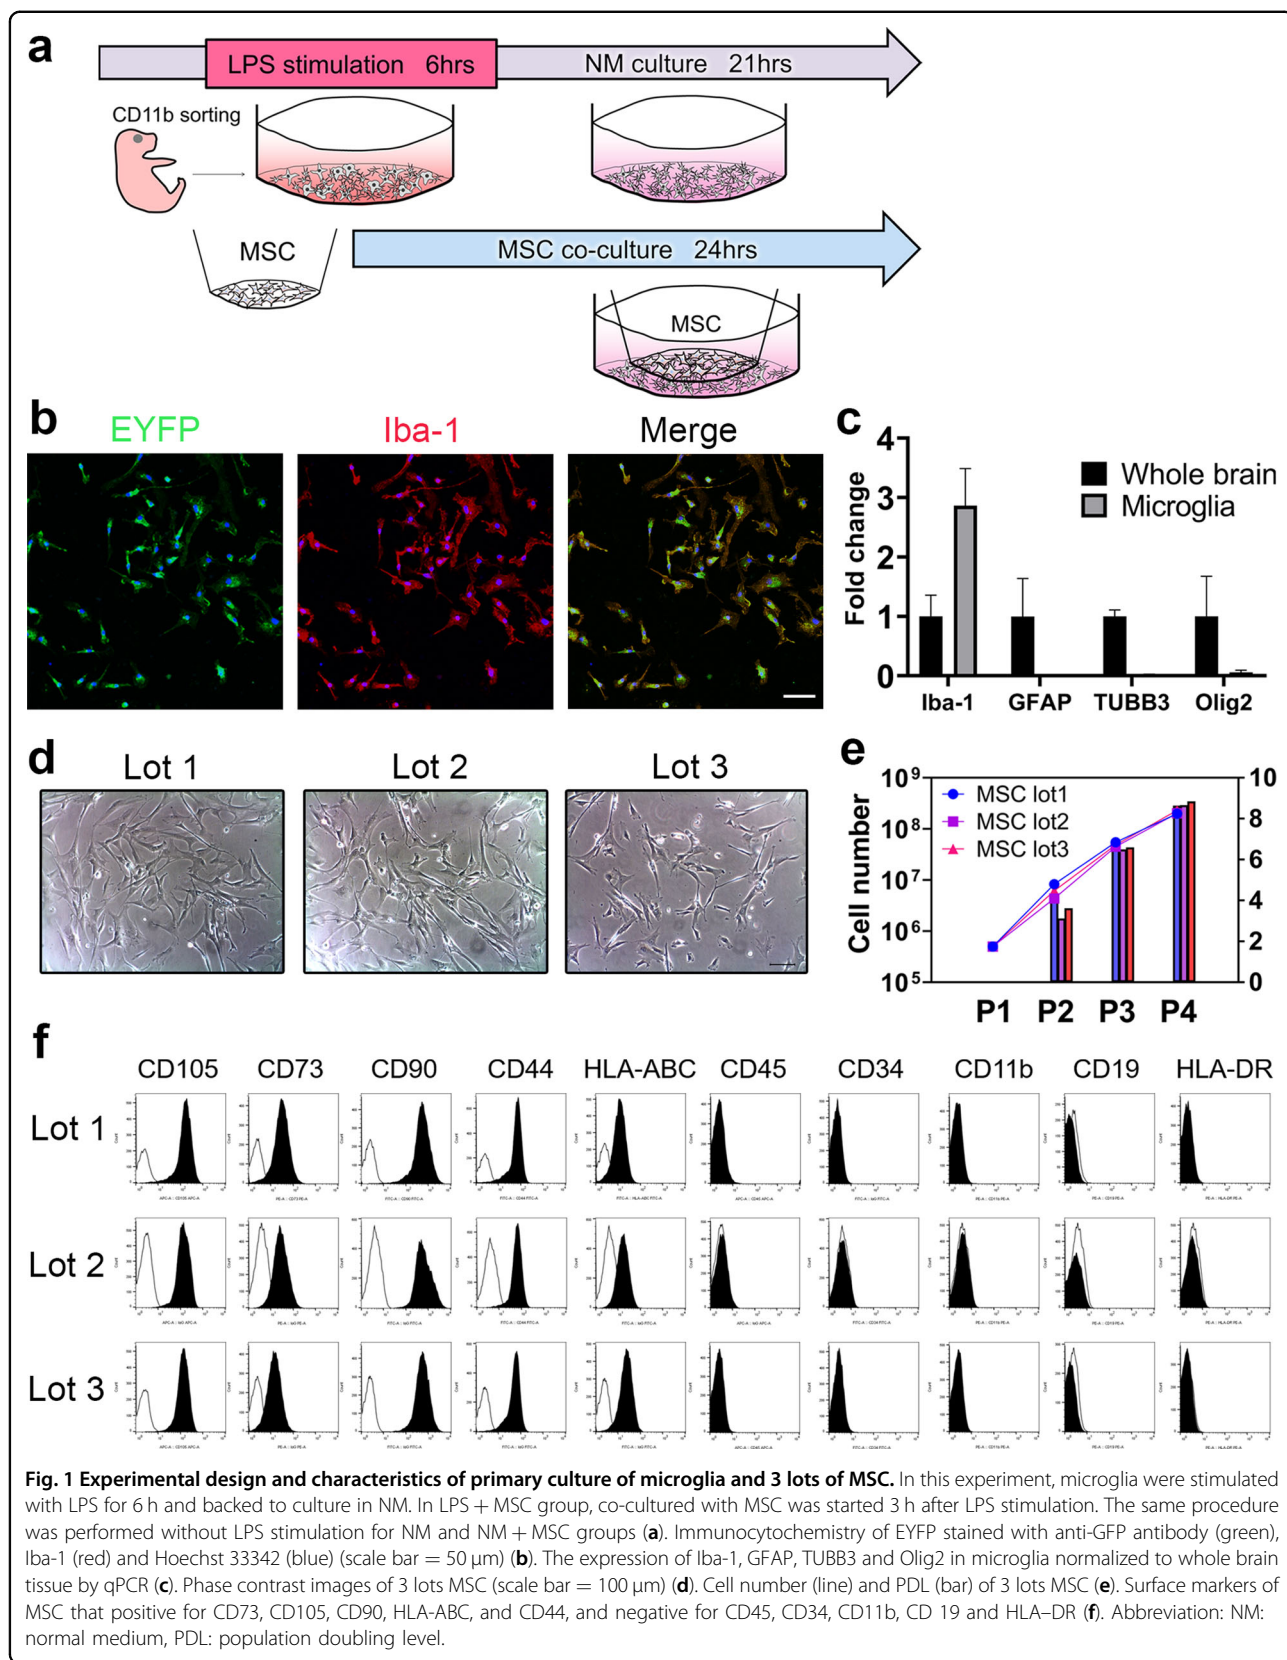 a
LPS stimulation 6hrs
NM culture 21hrs
CD11b sorting
MSC
MSC co-culture 24hrs
MSC
b
EYFP
Iba-1
Merge
c
Fold change
4
3
2
1
0
Whole brain
Microglia
Iba-1
GFAP
TUBB3
Olig2
d
Lot 1
Lot 2
Lot 3
e
Cell number
10⁹
10⁸
10⁷
10⁶
10⁵
MSC lot1
MSC lot2
MSC lot3
10
8
6
4
2
0
P1
P2
P3
P4
f
CD105 CD73 CD90 CD44 HLA-ABC CD45 CD34 CD11b CD19 HLA-DR
Lot 1
Lot 2
Lot 3
Fig. 1 Experimental design and characteristics of primary culture of microglia and 3 lots of MSC. In this experiment, microglia were stimulated
with LPS for 6 h and backed to culture in NM. In LPS + MSC group, co-cultured with MSC was started 3 h after LPS stimulation. The same procedure
was performed without LPS stimulation for NM and NM + MSC groups (a). Immunocytochemistry of EYFP stained with anti-GFP antibody (green),
Iba-1 (red) and Hoechst 33342 (blue) (scale bar = 50 μm) (b). The expression of Iba-1, GFAP, TUBB3 and Olig2 in microglia normalized to whole brain
tissue by qPCR (c). Phase contrast images of 3 lots MSC (scale bar = 100 μm) (d). Cell number (line) and PDL (bar) of 3 lots MSC (e). Surface markers of
MSC that positive for CD73, CD105, CD90, HLA-ABC, and CD44, and negative for CD45, CD34, CD11b, CD 19 and HLA–DR (f). Abbreviation: NM:
normal medium, PDL: population doubling level.